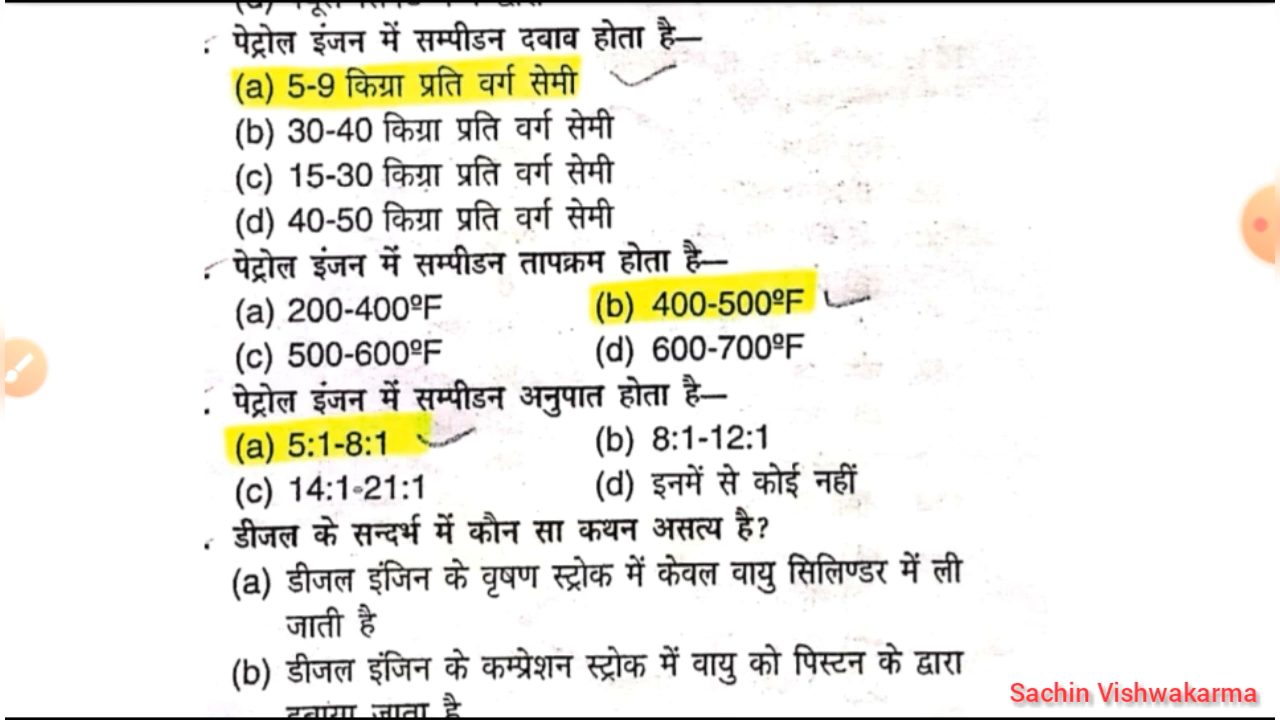 पेट्रोल इंजन में सम्पीडन दवाव होता है—
(a) 5-9 किग्रा प्रति वर्ग सेमी
(b) 30-40 किग्रा प्रति वर्ग सेमी
(c) 15-30 किग्रा प्रति वर्ग सेमी
(d) 40-50 किग्रा प्रति वर्ग सेमी
पेट्रोल इंजन में सम्पीडन तापक्रम होता है—
(a) 200-400ºF (b) 400-500ºF
(c) 500-600ºF (d) 600-700ºF
पेट्रोल इंजन में सम्पीडन अनुपात होता है—
(a) 5:1-8:1 (b) 8:1-12:1
(c) 14:1-21:1 (d) इनमें से कोई नहीं
डीजल के सन्दर्भ में कौन सा कथन असत्य है?
(a) डीजल इंजिन के वृषण स्ट्रोक में केवल वायु सिलिण्डर में ली
जाती है
(b) डीजल इंजिन के कम्प्रेशन स्ट्रोक में वायु को पिस्टन के द्वारा
दबाया जाता है
Sachin Vishwakarma